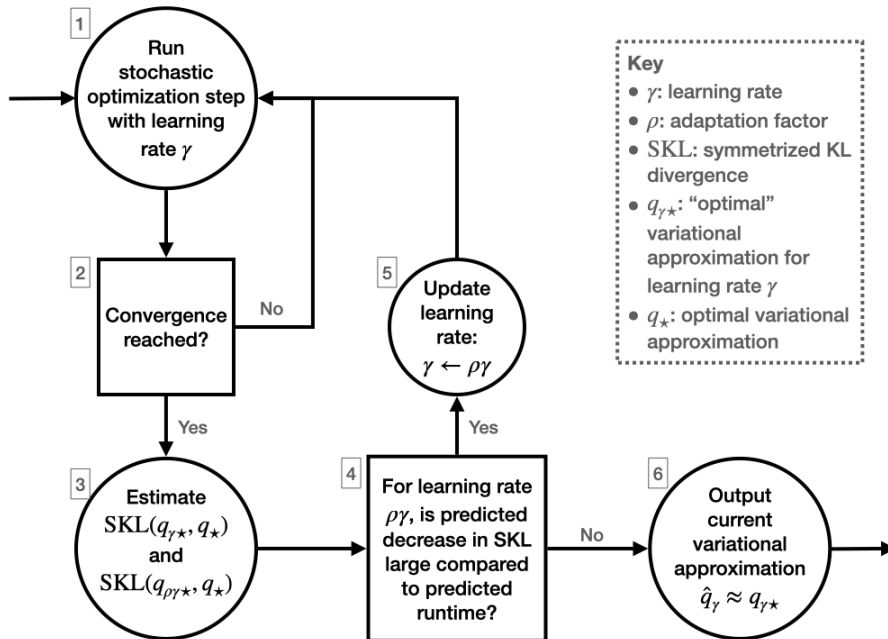 1
Run
stochastic
optimization step
with learning
rate γ
2
Convergence
reached?
No
Yes
3
Estimate
SKL(q_{γ⋆}, q_⋆)
and
SKL(q_{ργ⋆}, q_⋆)
4
For learning rate
ργ, is predicted
decrease in SKL
large compared
to predicted
runtime?
Yes
No
5
Update
learning
rate:
γ ← ργ
6
Output
current
variational
approximation
q̂_γ ≈ q_{γ⋆}
Key
• γ: learning rate
• ρ: adaptation factor
• SKL: symmetrized KL
divergence
• q_{γ⋆}: “optimal”
variational
approximation for
learning rate γ
• q_⋆: optimal variational
approximation